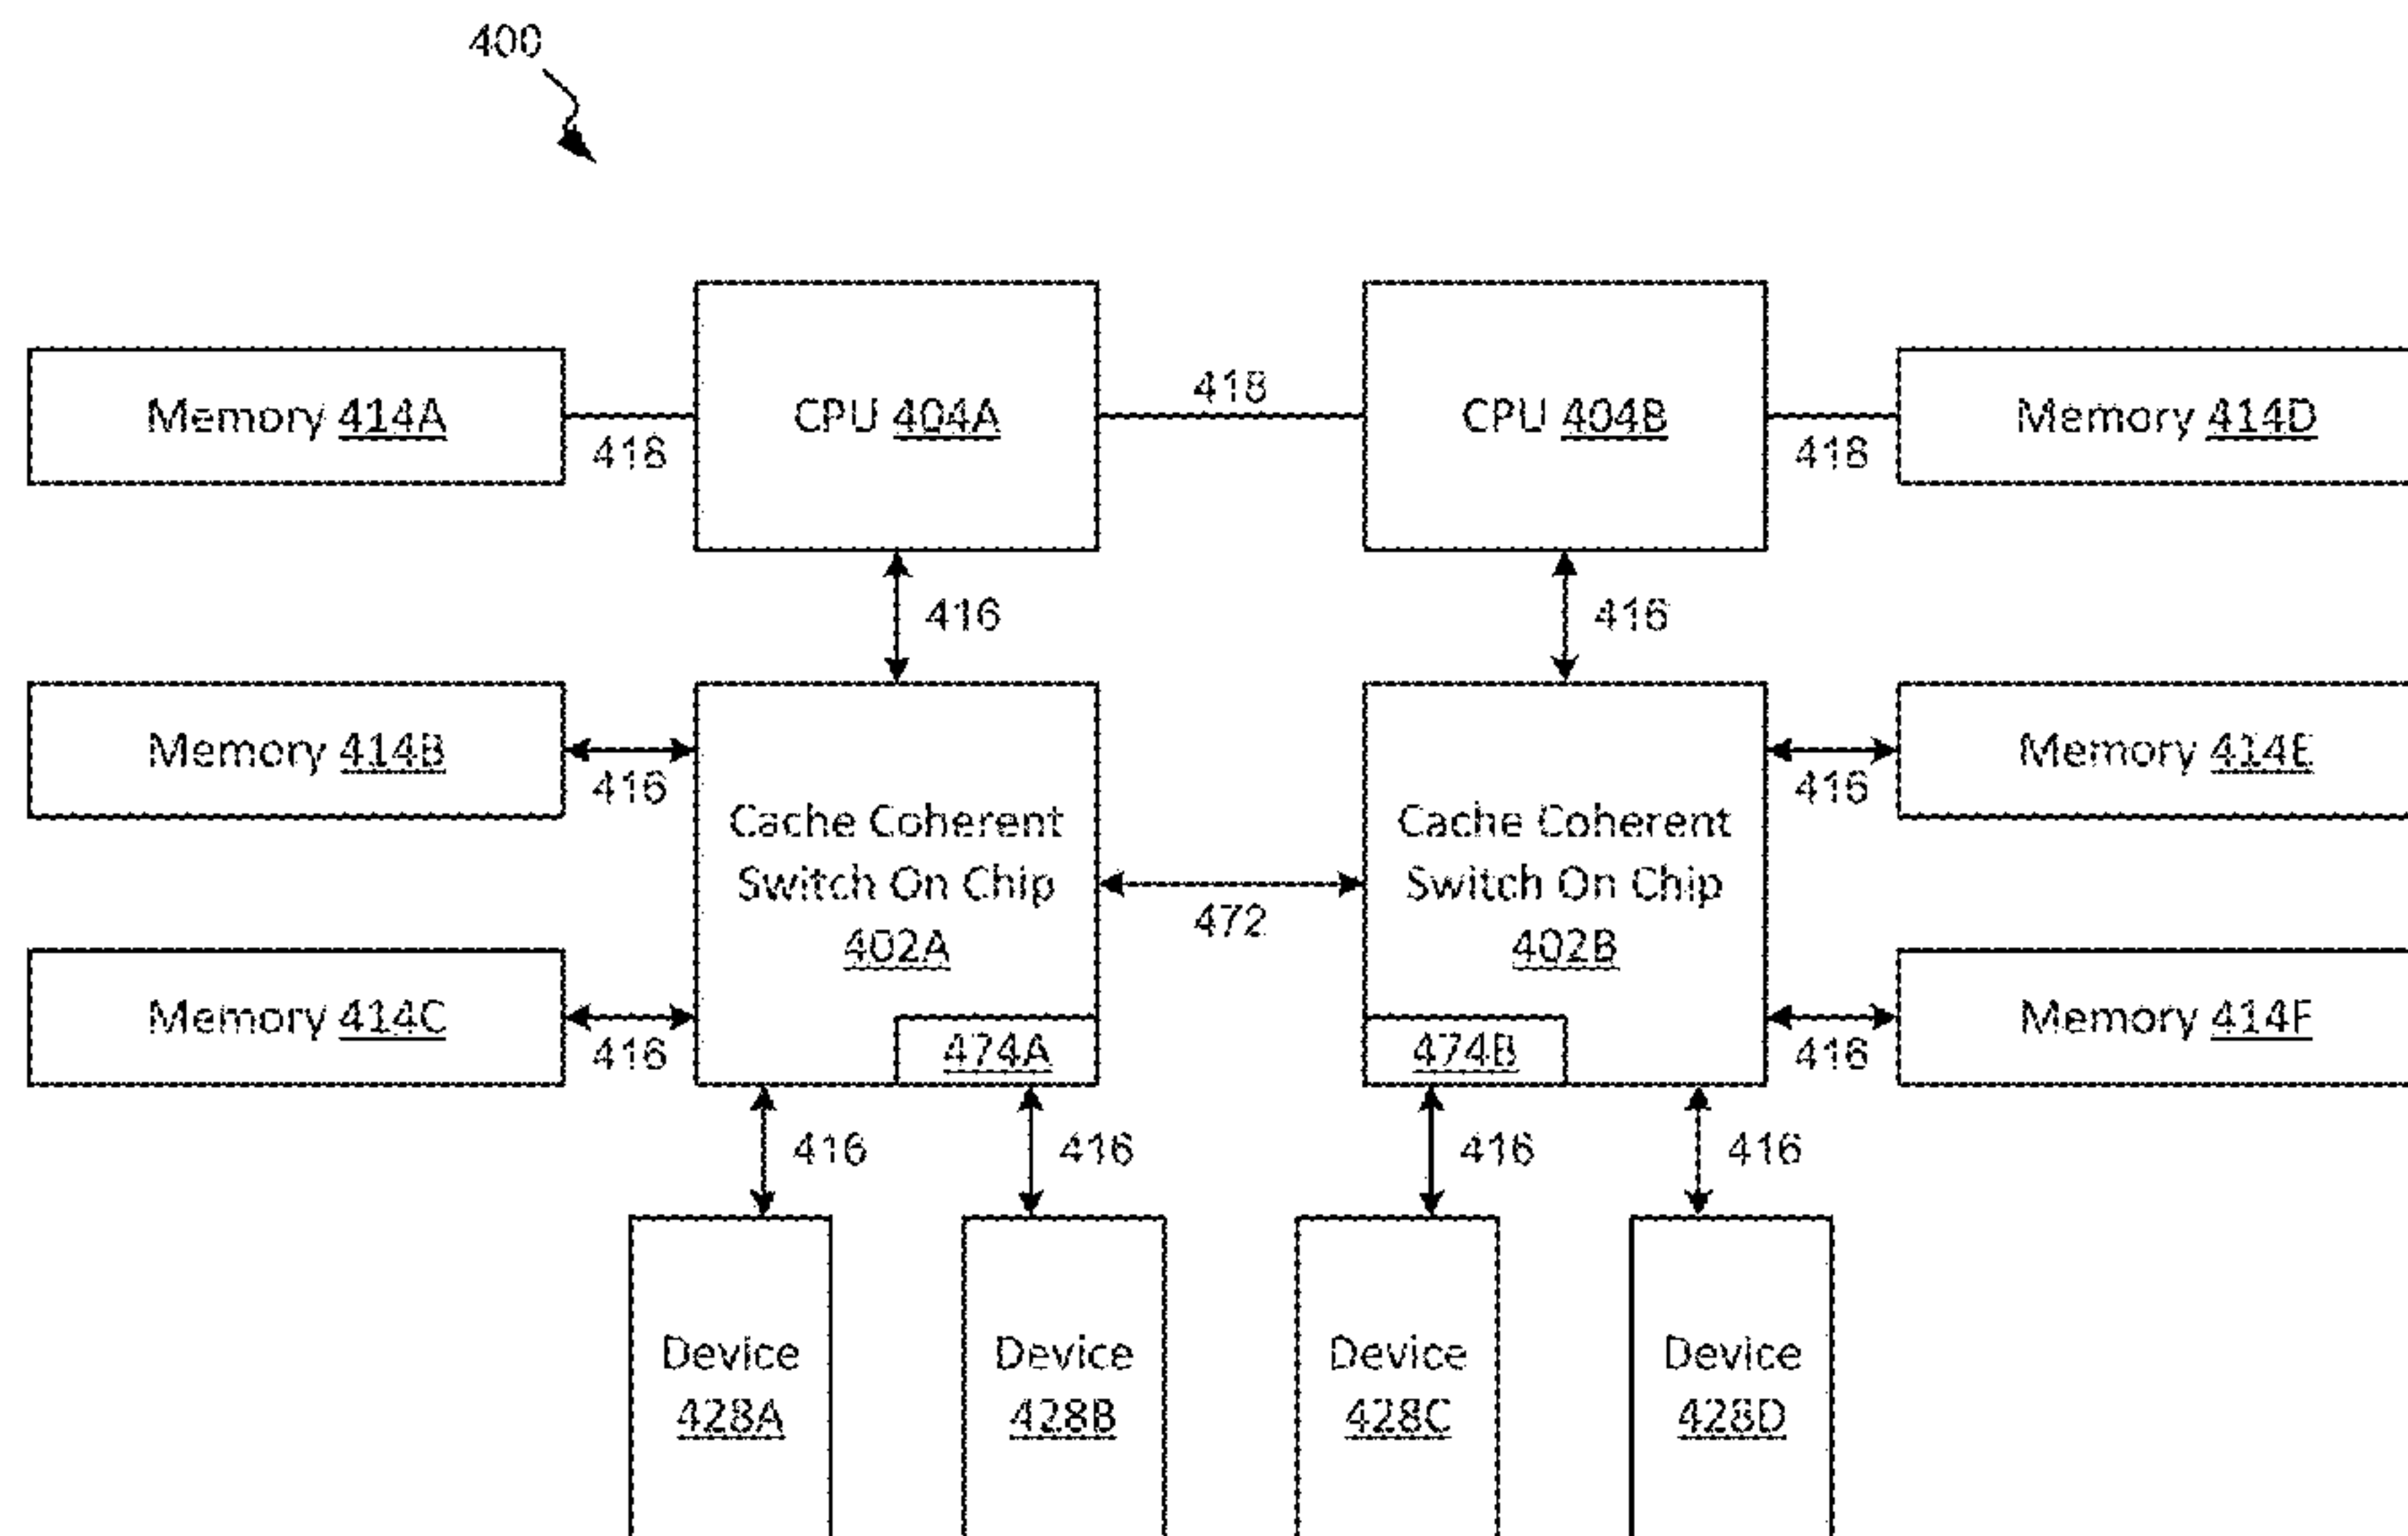 400
418
Memory 414A
CPU 404A
CPU 404B
Memory 414D
418
418
416
416
Memory 414B
Memory 414E
416
416
Cache Coherent
Switch On Chip
402A
Cache Coherent
Switch On Chip
402B
472
Memory 414C
Memory 414F
416
474A
474B
416
416
416
416
416
Device
428A
Device
428B
Device
428C
Device
428D